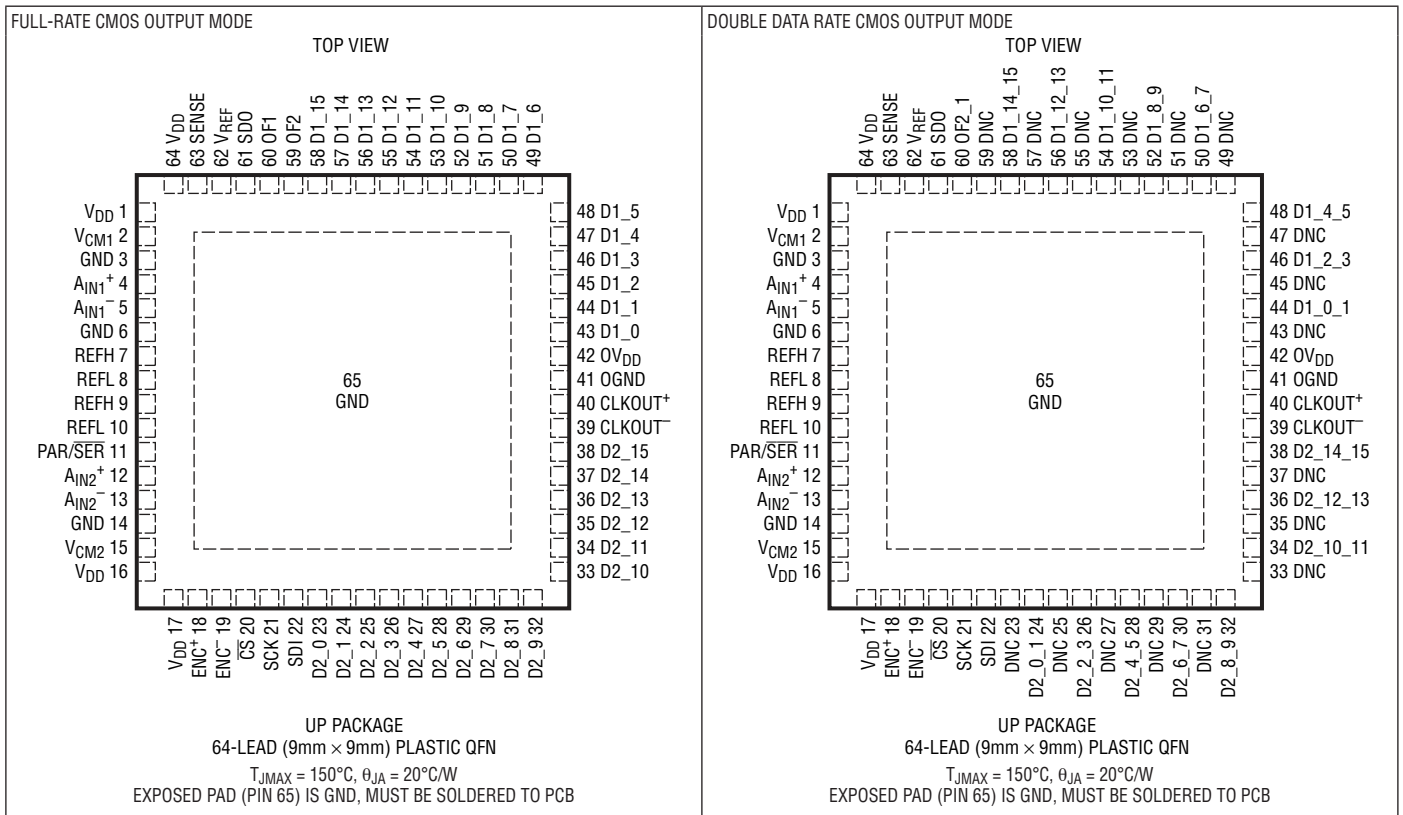 FULL-RATE CMOS OUTPUT MODE
TOP VIEW
64 VDD
63 SENSE
62 VREF
61 SDO
60 OF1
59 OF2
58 D1_15
57 D1_14
56 D1_13
55 D1_12
54 D1_11
53 D1_10
52 D1_9
51 D1_8
50 D1_7
49 D1_6
VDD 1
VCM1 2
GND 3
AIN1+ 4
AIN1– 5
GND 6
REFH 7
REFL 8
REFH 9
REFL 10
PAR/SER 11
AIN2+ 12
AIN2– 13
GND 14
VCM2 15
VDD 16
65
GND
48 D1_5
47 D1_4
46 D1_3
45 D1_2
44 D1_1
43 D1_0
42 OVDD
41 OGND
40 CLKOUT+
39 CLKOUT–
38 D2_15
37 D2_14
36 D2_13
35 D2_12
34 D2_11
33 D2_10
VDD 17
ENC+ 18
ENC– 19
CS 20
SCK 21
SDI 22
D2_0 23
D2_1 24
D2_2 25
D2_3 26
D2_4 27
D2_5 28
D2_6 29
D2_7 30
D2_8 31
D2_9 32
UP PACKAGE
64-LEAD (9mm × 9mm) PLASTIC QFN
TJMAX = 150°C, θJA = 20°C/W
EXPOSED PAD (PIN 65) IS GND, MUST BE SOLDERED TO PCB
DOUBLE DATA RATE CMOS OUTPUT MODE
TOP VIEW
64 VDD
63 SENSE
62 VREF
61 SDO
60 OF2_1
59 DNC
58 D1_14_15
57 DNC
56 D1_12_13
55 DNC
54 D1_10_11
53 DNC
52 D1_8_9
51 DNC
50 D1_6_7
49 DNC
VDD 1
VCM1 2
GND 3
AIN1+ 4
AIN1– 5
GND 6
REFH 7
REFL 8
REFH 9
REFL 10
PAR/SER 11
AIN2+ 12
AIN2– 13
GND 14
VCM2 15
VDD 16
65
GND
48 D1_4_5
47 DNC
46 D1_2_3
45 DNC
44 D1_0_1
43 DNC
42 OVDD
41 OGND
40 CLKOUT+
39 CLKOUT–
38 D2_14_15
37 DNC
36 D2_12_13
35 DNC
34 D2_10_11
33 DNC
VDD 17
ENC+ 18
ENC– 19
CS 20
SCK 21
SDI 22
DNC 23
D2_0_1 24
DNC 25
D2_2_3 26
DNC 27
D2_4_5 28
DNC 29
D2_6_7 30
DNC 31
D2_8_9 32
UP PACKAGE
64-LEAD (9mm × 9mm) PLASTIC QFN
TJMAX = 150°C, θJA = 20°C/W
EXPOSED PAD (PIN 65) IS GND, MUST BE SOLDERED TO PCB